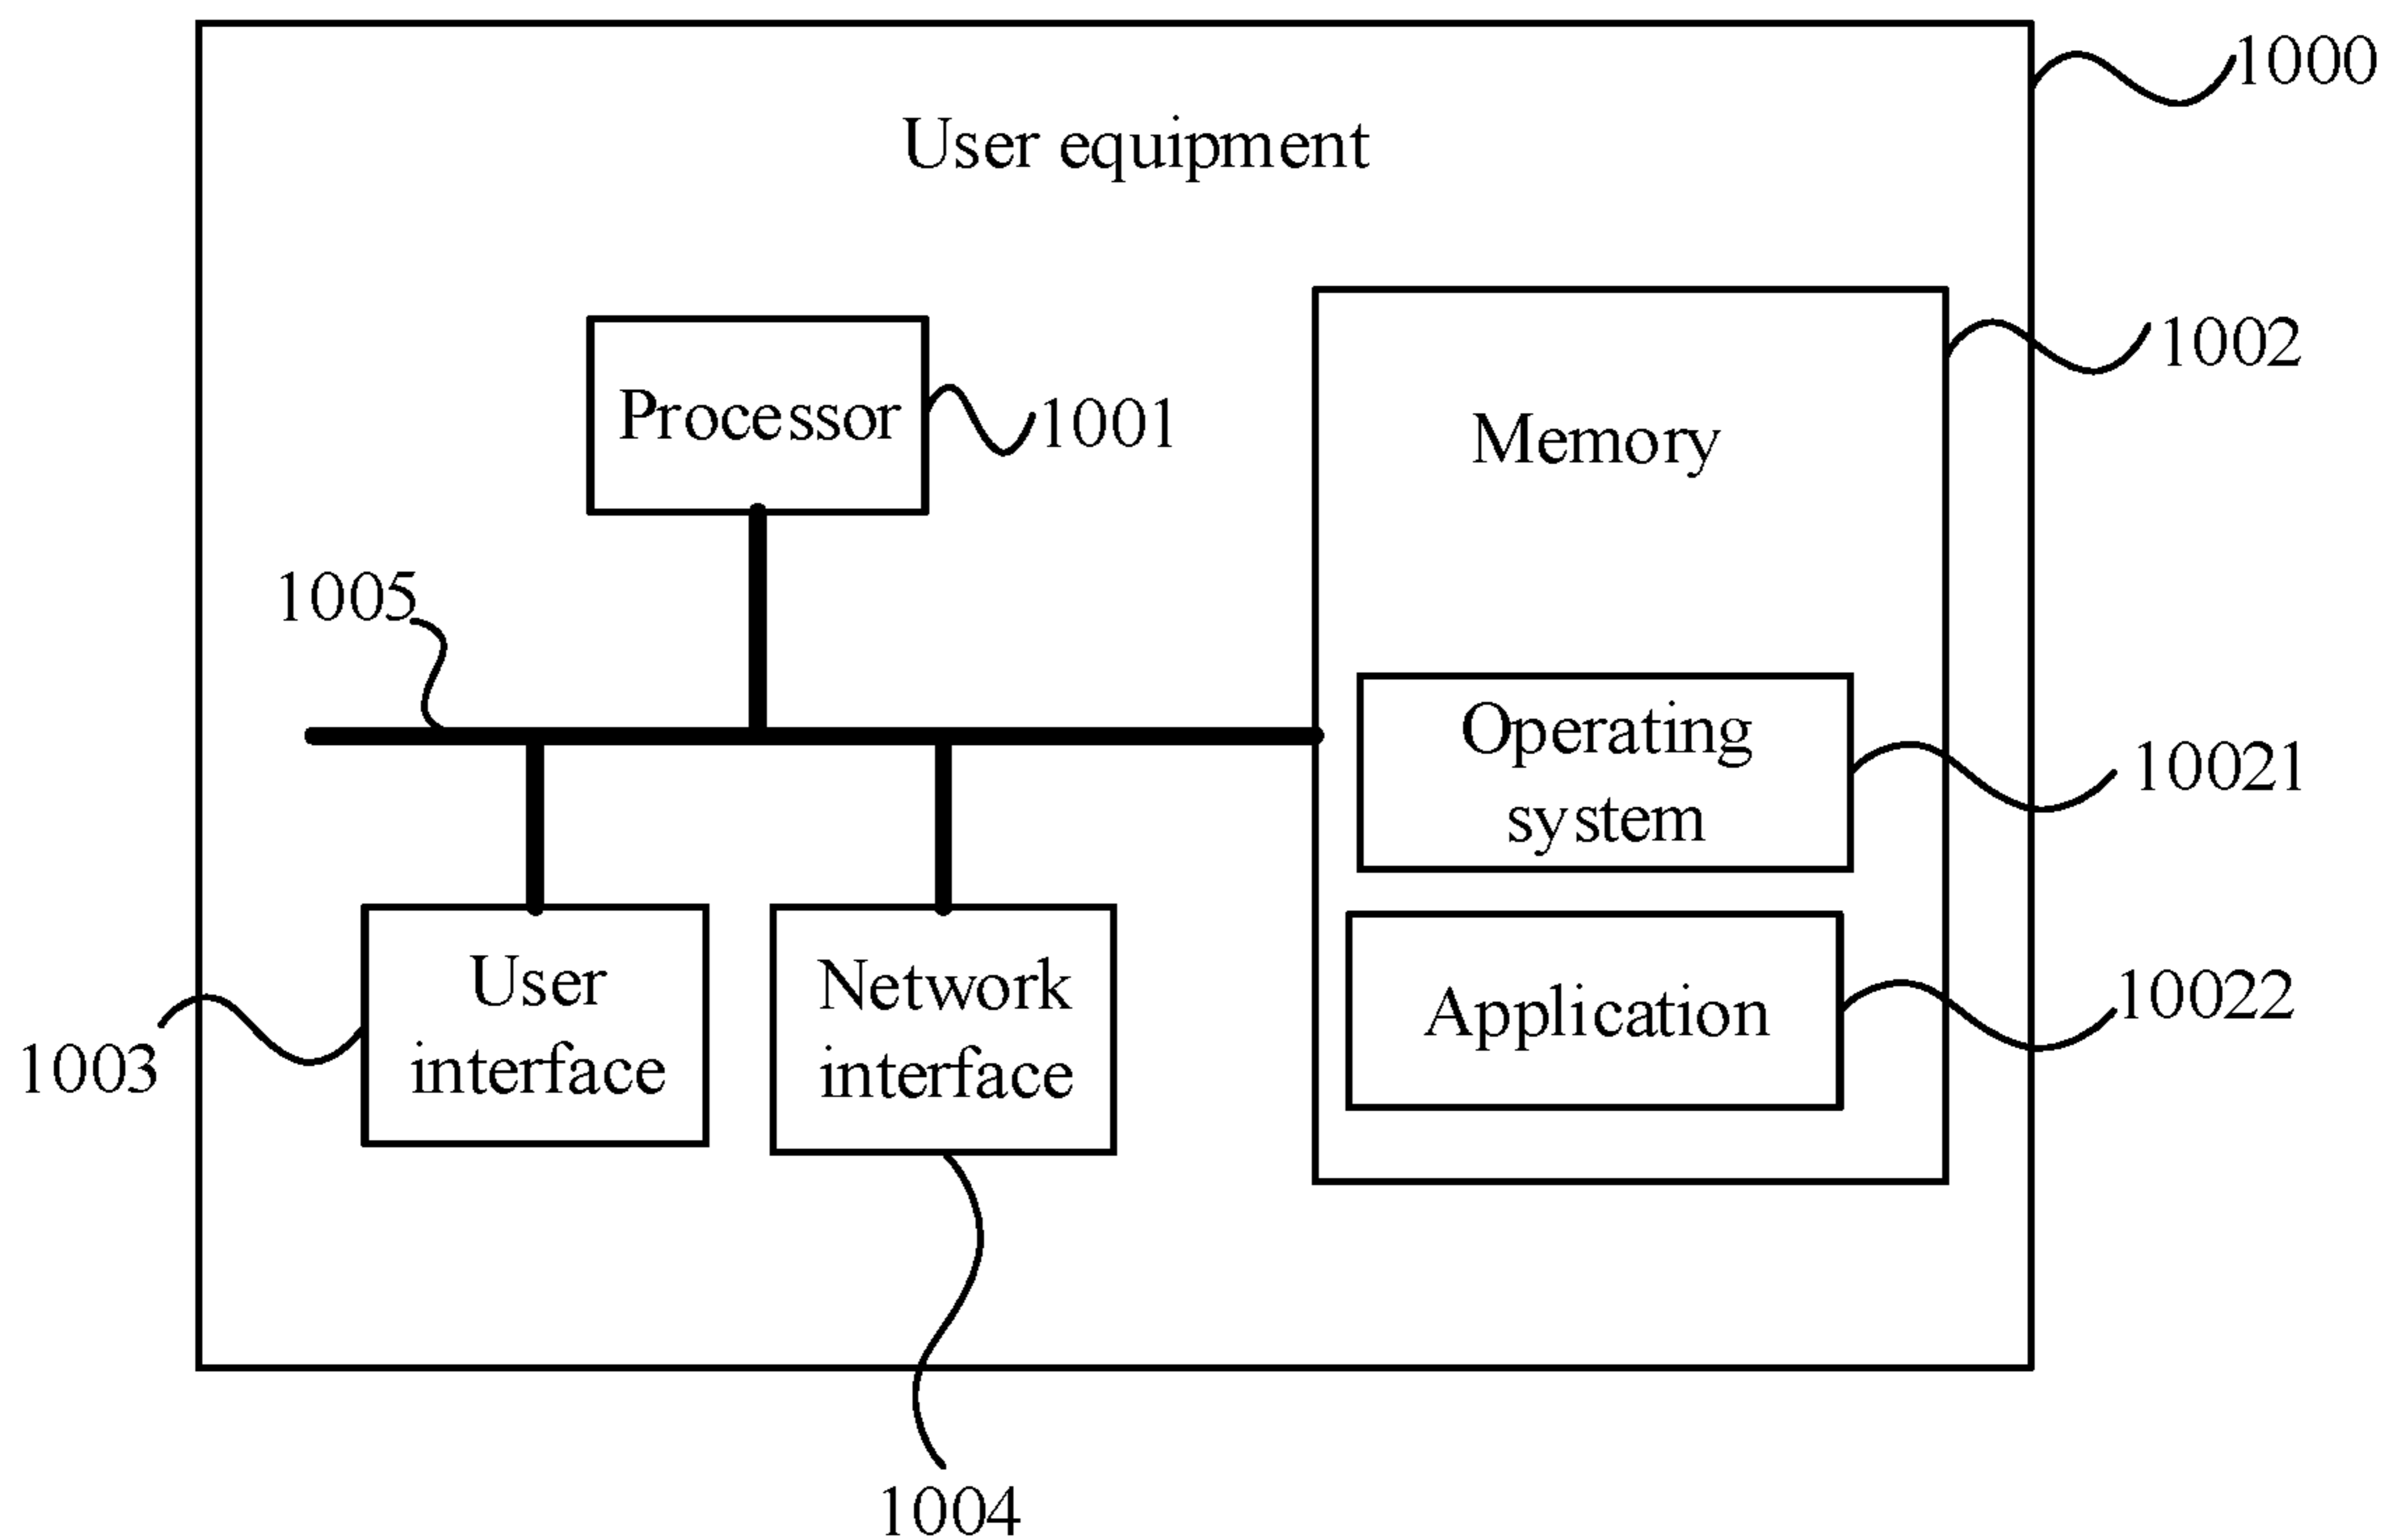 1000
User equipment
1002
Processor
1001
Memory
1005
Operating
system
10021
User
interface
1003
Network
interface
1004
Application
10022